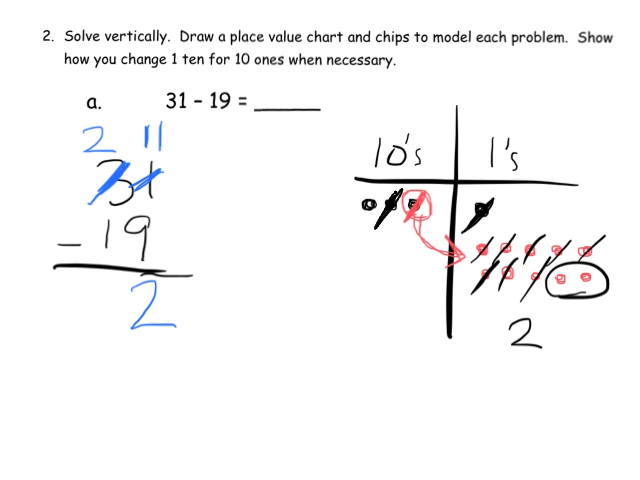 2. Solve vertically. Draw a place value chart and chips to model each problem. Show
how you change 1 ten for 10 ones when necessary.
a. 31 - 19 = ______
2 11
31
- 19
2
10's 1's
2